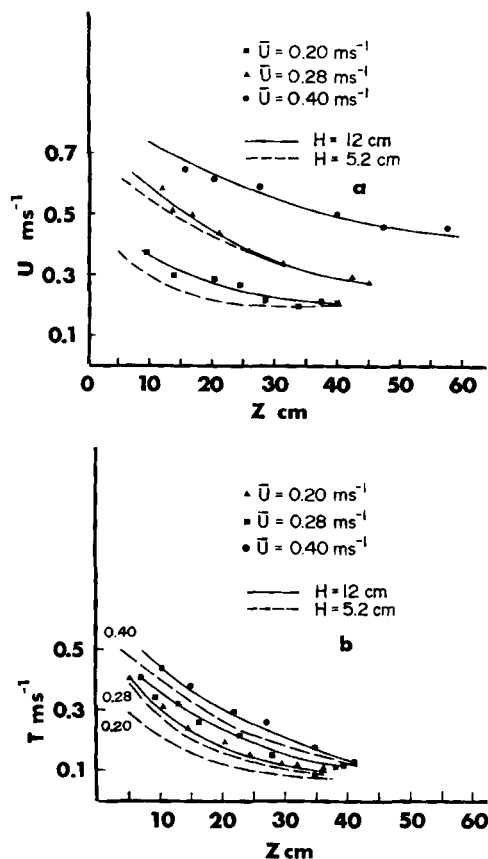 ■ Ū = 0.20 ms⁻¹
▲ Ū = 0.28 ms⁻¹
● Ū = 0.40 ms⁻¹
H = 12 cm
H = 5.2 cm
a
0.7
0.5
0.3
0.1
U ms⁻¹
0 10 20 30 40 50 60
Z cm
▲ Ū = 0.20 ms⁻¹
■ Ū = 0.28 ms⁻¹
● Ū = 0.40 ms⁻¹
H = 12 cm
H = 5.2 cm
b
0.5
0.3
0.1
T ms⁻¹
0.40
0.28
0.20
0 10 20 30 40 50
Z cm